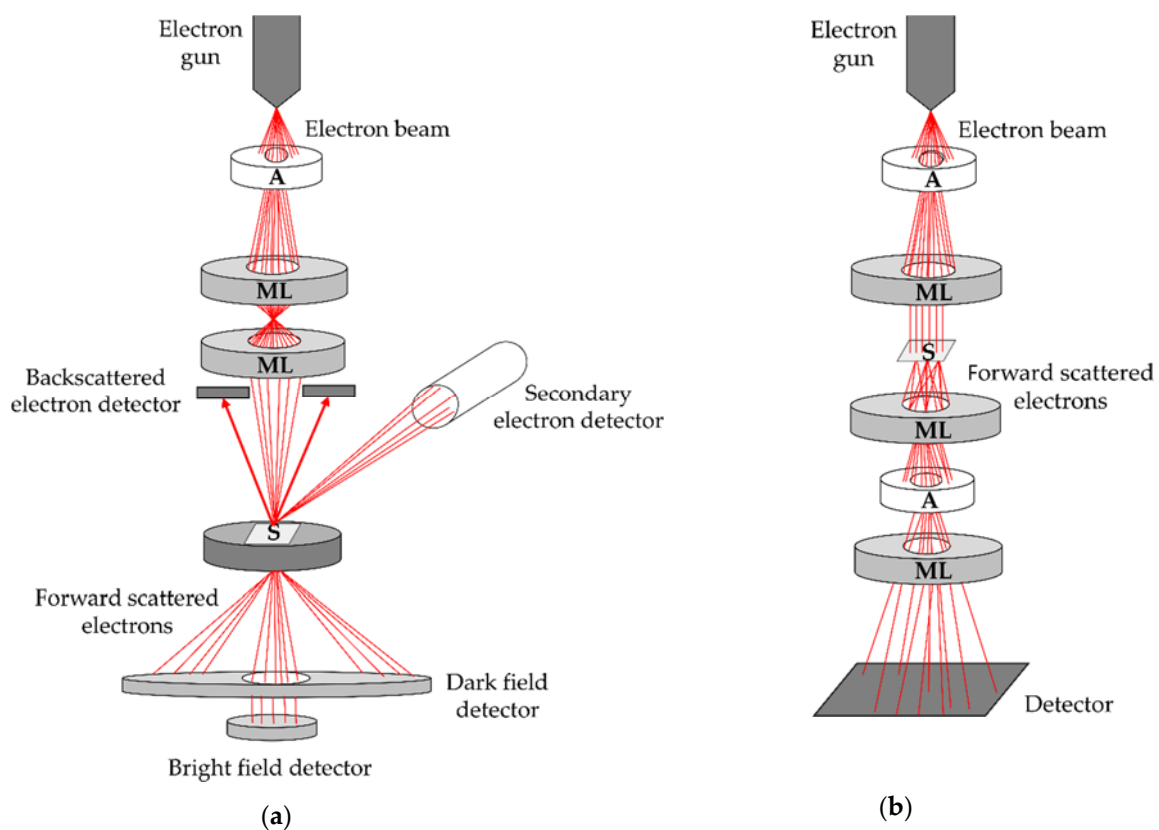 Electron
gun
Electron beam
A
ML
ML
Backscattered
electron detector
Secondary
electron detector
S
Forward scattered
electrons
Dark field
detector
Bright field detector
(a)
Electron
gun
Electron beam
A
ML
S
Forward scattered
electrons
ML
A
ML
Detector
(b)